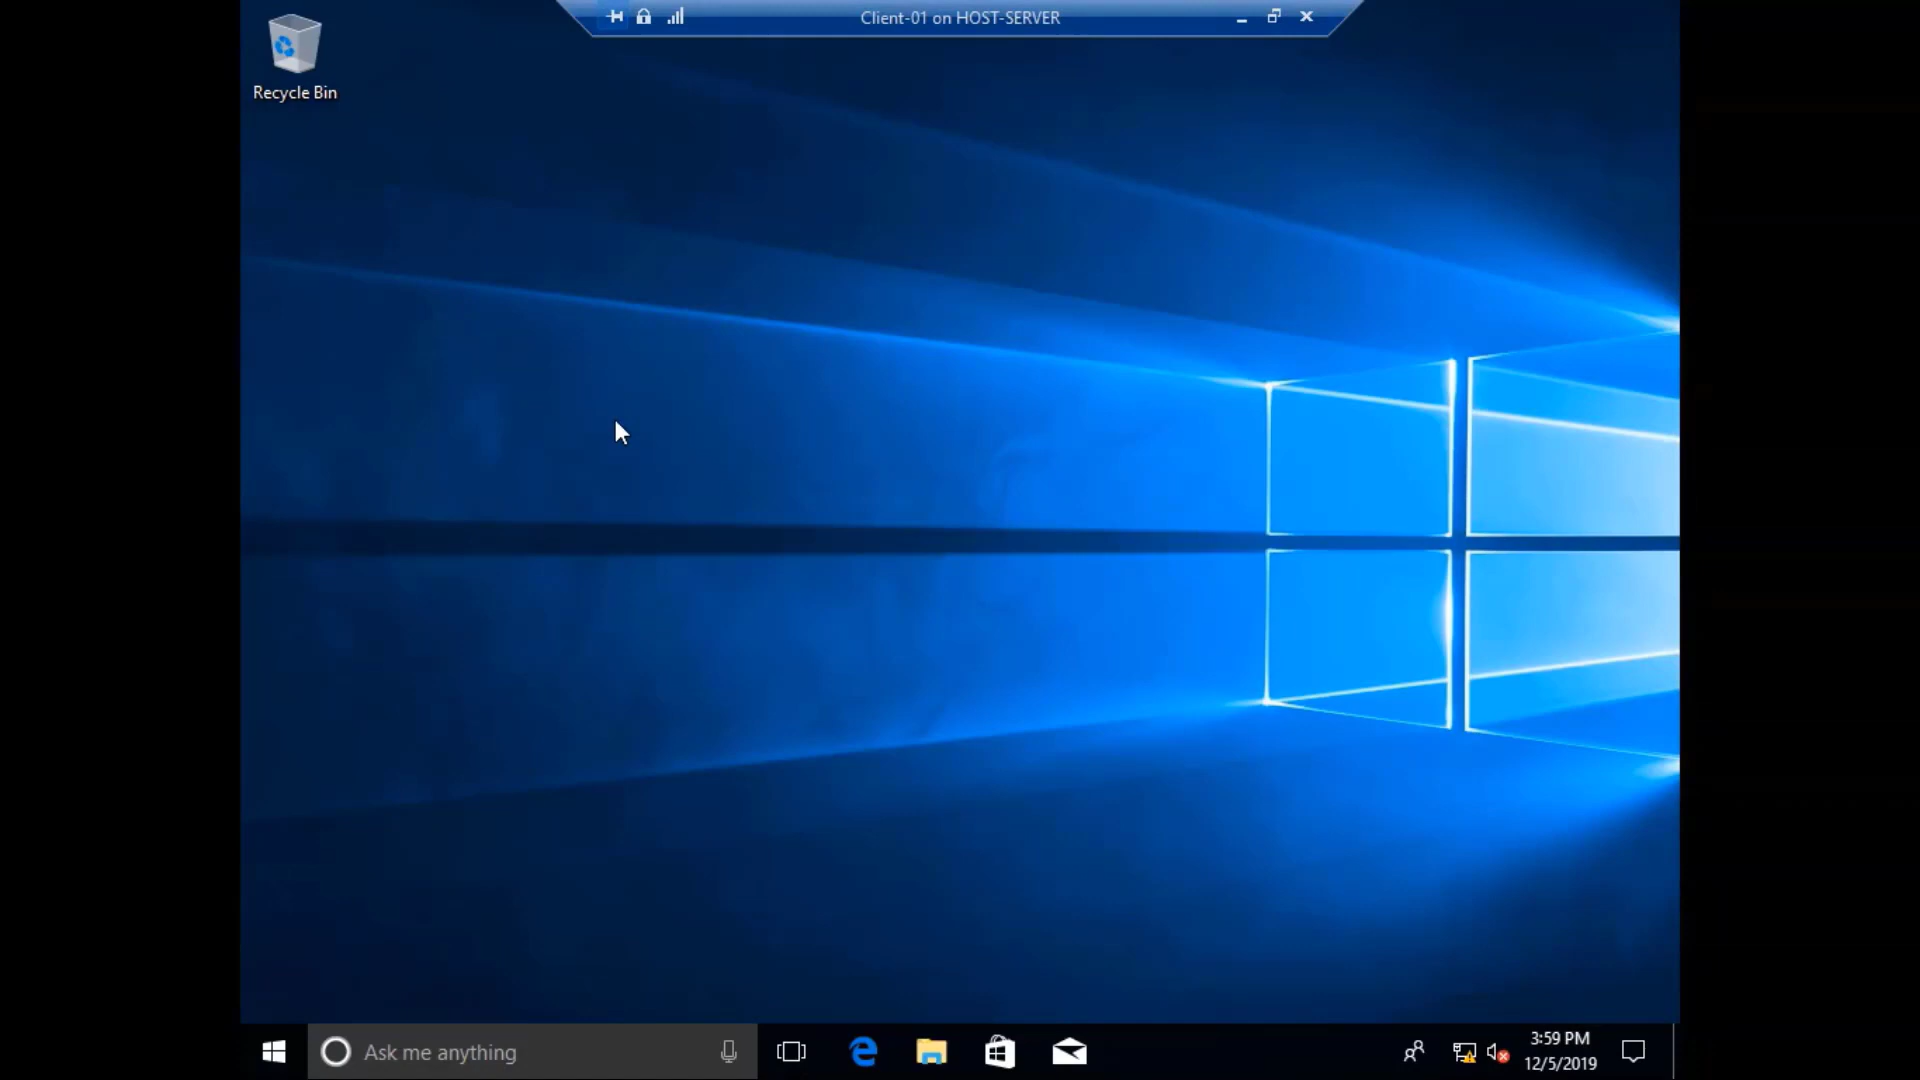 Client-01 on HOST-SERVER
Recycle Bin
Ask me anything
3:59 PM
12/5/2019